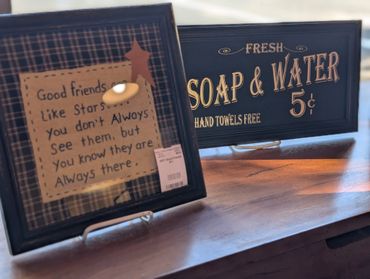 Good friends
Like Stars
you don't Always
See them, but
you know they are
Always there.
FRESH
SOAP & WATER
5¢
HAND TOWELS FREE